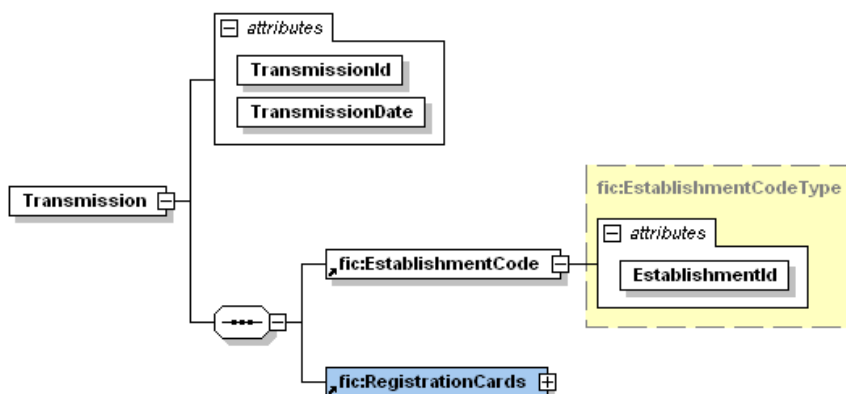 attributes
TransmissionId
TransmissionDate
Transmission
fic:EstablishmentCodeType
attributes
fic:EstablishmentCode
EstablishmentId
fic:RegistrationCards